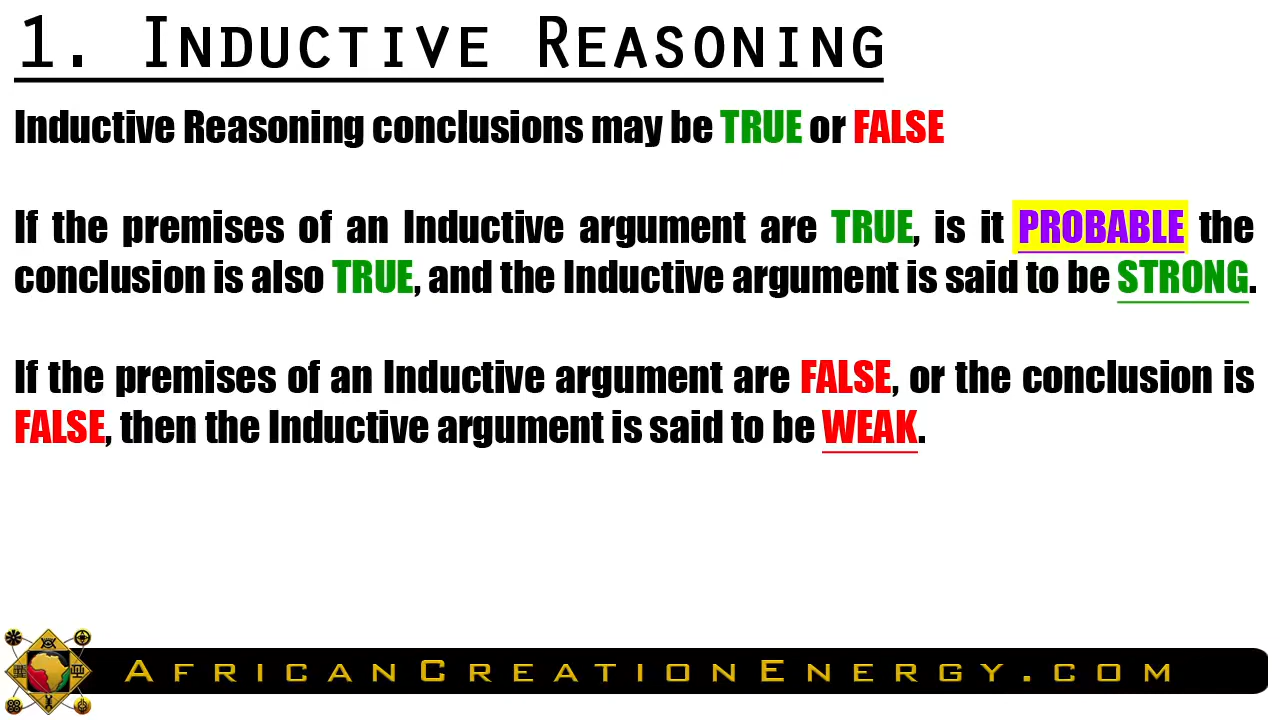 1. Inductive Reasoning
Inductive Reasoning conclusions may be TRUE or FALSE
If the premises of an Inductive argument are TRUE, is it PROBABLE the
conclusion is also TRUE, and the Inductive argument is said to be STRONG.
If the premises of an Inductive argument are FALSE, or the conclusion is
FALSE, then the Inductive argument is said to be WEAK.
AfricanCreationEnergy.com